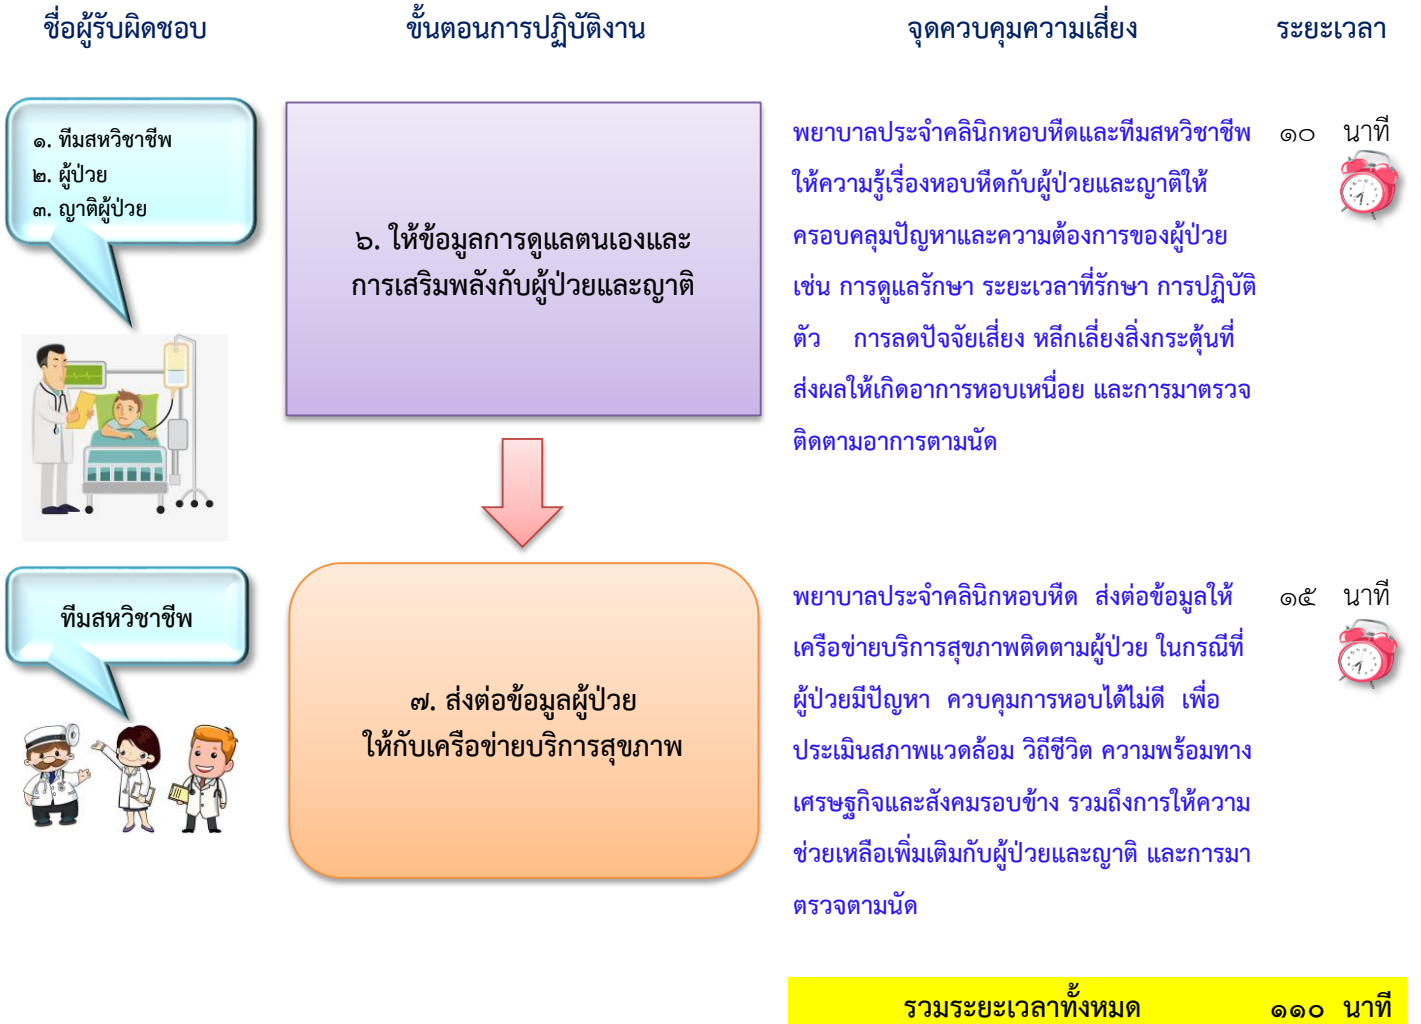 ชื่อผู้รับผิดชอบ ขั้นตอนการปฏิบัติงาน จุดควบคุมความเสี่ยง ระยะเวลา
๑. ทีมสหวิชาชีพ
๒. ผู้ป่วย
๓. ญาติผู้ป่วย
๖. ให้ข้อมูลการดูแลตนเองและ
การเสริมพลังกับผู้ป่วยและญาติ
พยาบาลประจำคลินิกหอบหืดและทีมสหวิชาชีพ
ให้ความรู้เรื่องหอบหืดกับผู้ป่วยและญาติให้
ครอบคลุมปัญหาและความต้องการของผู้ป่วย
เช่น การดูแลรักษา ระยะเวลาที่รักษา การปฏิบัติ
ตัว การลดปัจจัยเสี่ยง หลีกเลี่ยงสิ่งกระตุ้นที่
ส่งผลให้เกิดอาการหอบเหนื่อย และการมาตรวจ
ติดตามอาการตามนัด
๑๐ นาที
ทีมสหวิชาชีพ
๗. ส่งต่อข้อมูลผู้ป่วย
ให้กับเครือข่ายบริการสุขภาพ
พยาบาลประจำคลินิกหอบหืด ส่งต่อข้อมูลให้
เครือข่ายบริการสุขภาพติดตามผู้ป่วย ในกรณีที่
ผู้ป่วยมีปัญหา ควบคุมการหอบได้ไม่ดี เพื่อ
ประเมินสภาพแวดล้อม วิถีชีวิต ความพร้อมทาง
เศรษฐกิจและสังคมรอบข้าง รวมถึงการให้ความ
ช่วยเหลือเพิ่มเติมกับผู้ป่วยและญาติ และการมา
ตรวจตามนัด
๑๕ นาที
รวมระยะเวลาทั้งหมด ๑๑๐ นาที